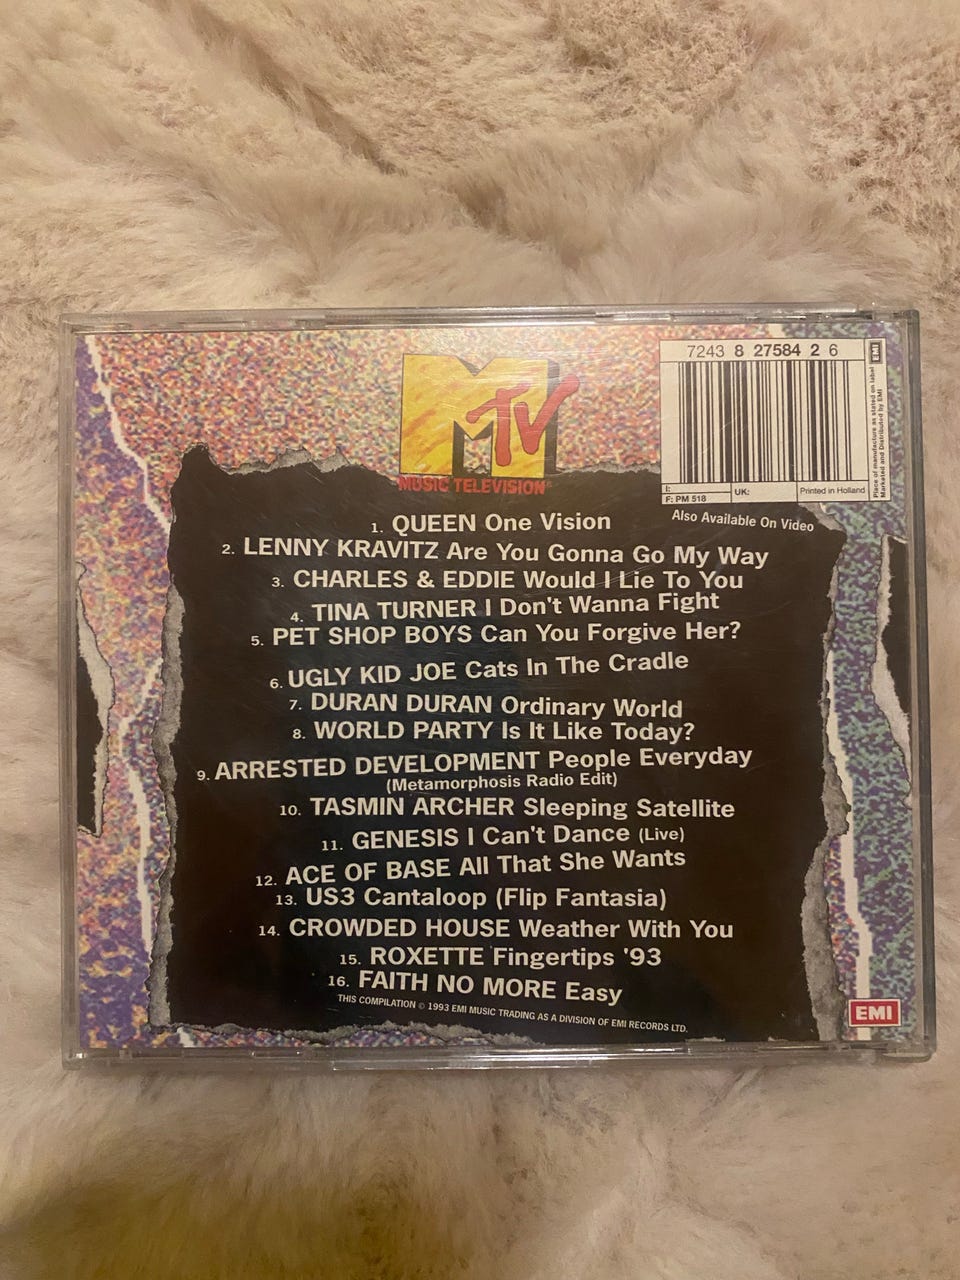 7243 8 27584 2 6
EMI
Place of manufacture as stated on label
Marketed and Distributed by EMI
I:
F: PM 518
UK:
Printed in Holland
Also Available On Video
MTV
MUSIC TELEVISION®
1. QUEEN One Vision
2. LENNY KRAVITZ Are You Gonna Go My Way
3. CHARLES & EDDIE Would I Lie To You
4. TINA TURNER I Don't Wanna Fight
5. PET SHOP BOYS Can You Forgive Her?
6. UGLY KID JOE Cats In The Cradle
7. DURAN DURAN Ordinary World
8. WORLD PARTY Is It Like Today?
9. ARRESTED DEVELOPMENT People Everyday
(Metamorphosis Radio Edit)
10. TASMIN ARCHER Sleeping Satellite
11. GENESIS I Can't Dance (Live)
12. ACE OF BASE All That She Wants
13. US3 Cantaloop (Flip Fantasia)
14. CROWDED HOUSE Weather With You
15. ROXETTE Fingertips '93
16. FAITH NO MORE Easy
THIS COMPILATION © 1993 EMI MUSIC TRADING AS A DIVISION OF EMI RECORDS LTD.
EMI